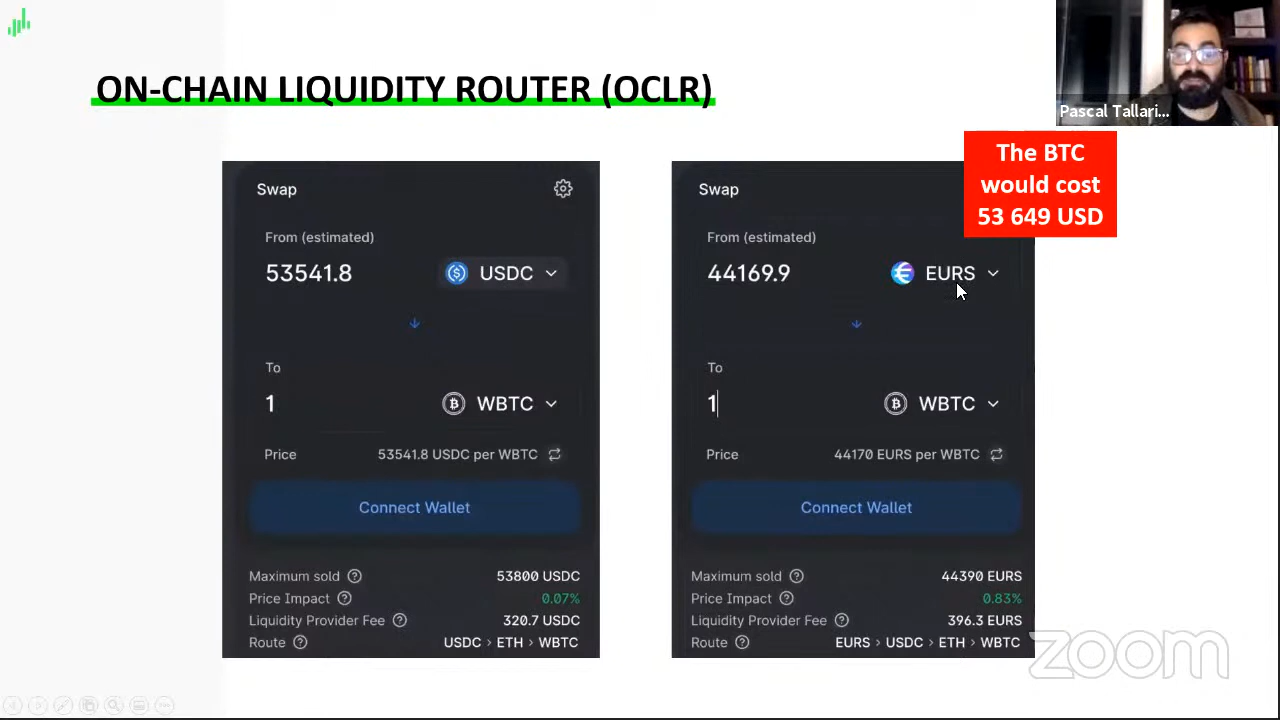 ON-CHAIN LIQUIDITY ROUTER (OCLR)
Pascal Tallari...
The BTC
would cost
53 649 USD
Swap
From (estimated)
53541.8 USDC
To
1 WBTC
Price 53541.8 USDC per WBTC
Connect Wallet
Maximum sold ? 53800 USDC
Price Impact ? 0.07%
Liquidity Provider Fee ? 320.7 USDC
Route ? USDC > ETH > WBTC
Swap
From (estimated)
44169.9 EURS
To
1 WBTC
Price 44170 EURS per WBTC
Connect Wallet
Maximum sold ? 44390 EURS
Price Impact ? 0.83%
Liquidity Provider Fee ? 396.3 EURS
Route ? EURS > USDC > ETH > WBTC
zoom